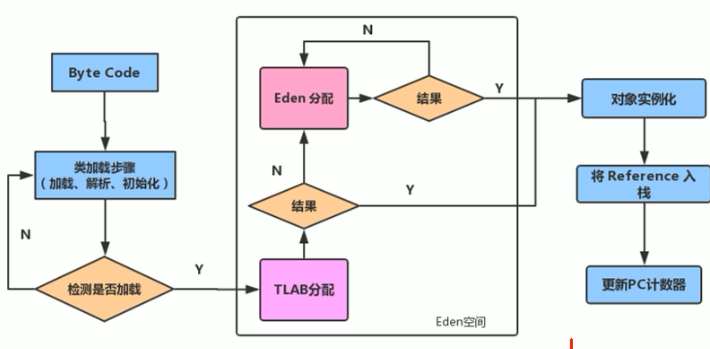 Byte Code
类加载步骤
（加载、解析、初始化）
N
检测是否加载
Y
N
Eden 分配
结果
Y
N
结果
Y
TLAB分配
Eden空间
对象实例化
将 Reference 入
栈
更新PC计数器